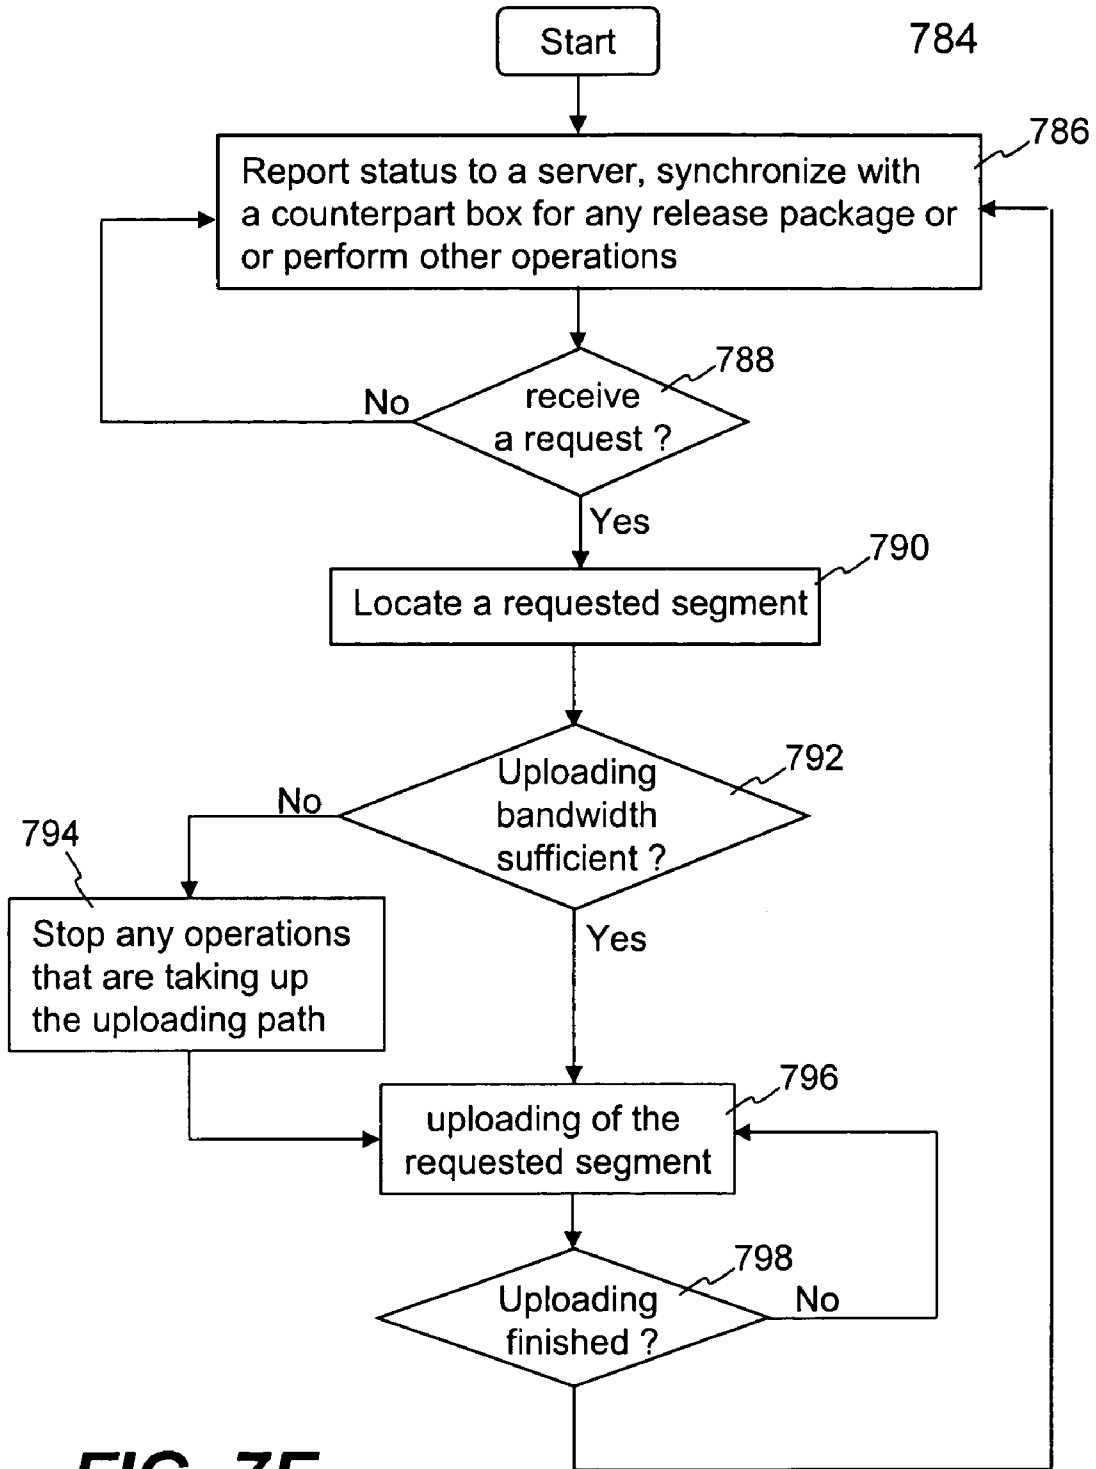 Start
784
786
Report status to a server, synchronize with
a counterpart box for any release package or
or perform other operations
788
No
receive
a request ?
Yes
790
Locate a requested segment
792
No
Uploading
bandwidth
sufficient ?
794
Stop any operations
that are taking up
the uploading path
Yes
796
uploading of the
requested segment
798
Uploading
finished ?
No